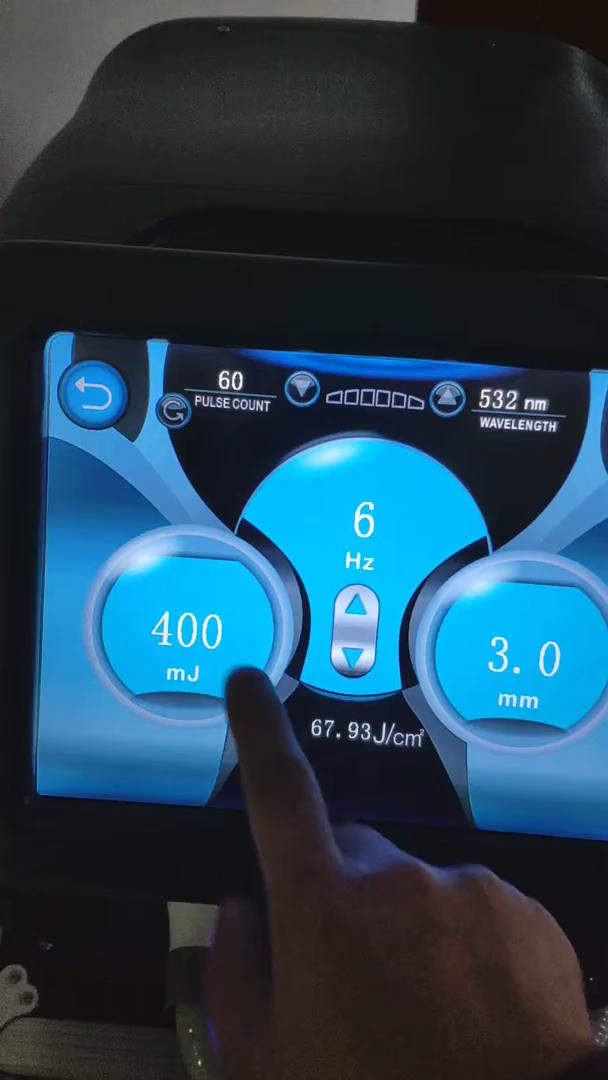 60
PULSE COUNT
532 nm
WAVELENGTH
6
Hz
400
mJ
3.0
mm
67.93J/cm²